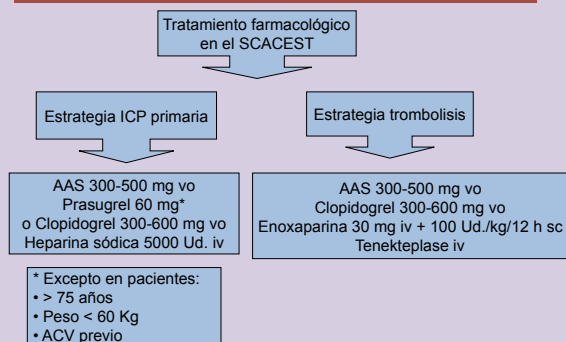 Tratamiento farmacológico
en el SCACEST
Estrategia ICP primaria
Estrategia trombolisis
AAS 300-500 mg vo
Prasugrel 60 mg*
o Clopidogrel 300-600 mg vo
Heparina sódica 5000 Ud. iv
AAS 300-500 mg vo
Clopidogrel 300-600 mg vo
Enoxaparina 30 mg iv + 100 Ud./kg/12 h sc
Tenekteplase iv
* Excepto en pacientes:
• > 75 años
• Peso < 60 Kg
• ACV previo